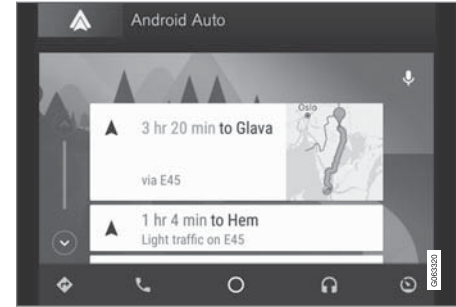 Android Auto
Oslo
3 hr 20 min to Glava
via E45
1 hr 4 min to Hem
Light traffic on E45
G063320